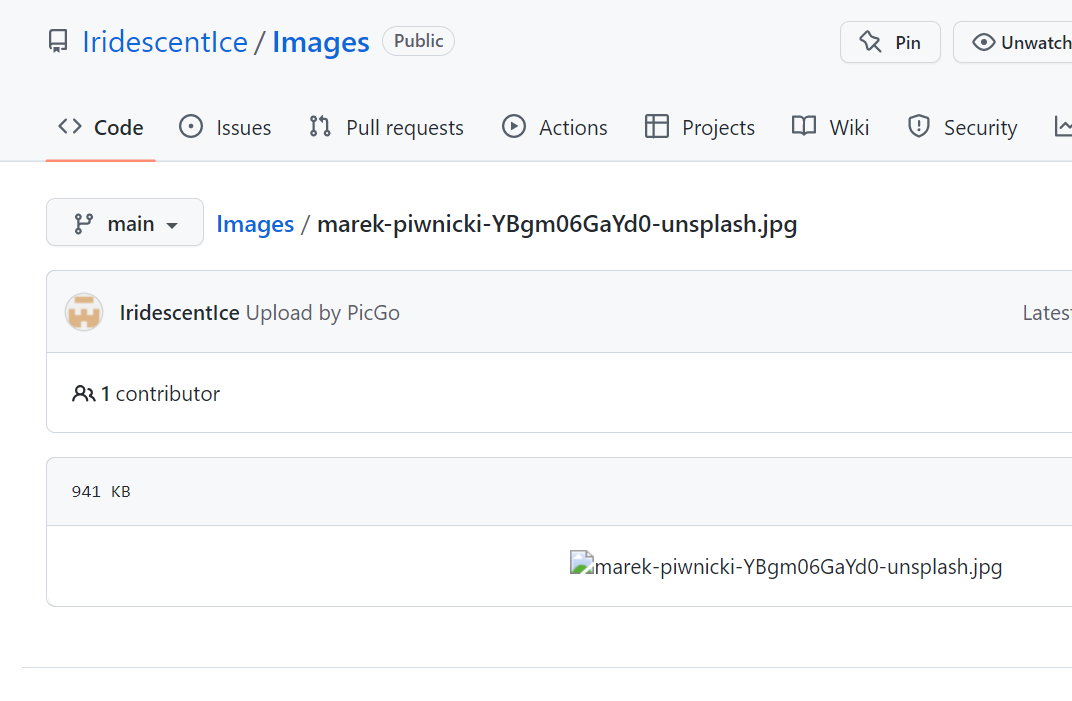 IridescentIce / Images Public Pin Unwatch
Code Issues Pull requests Actions Projects Wiki Security
main Images / marek-piwnicki-YBgm06GaYd0-unsplash.jpg
IridescentIce Upload by PicGo Latest
1 contributor
941 KB
marek-piwnicki-YBgm06GaYd0-unsplash.jpg